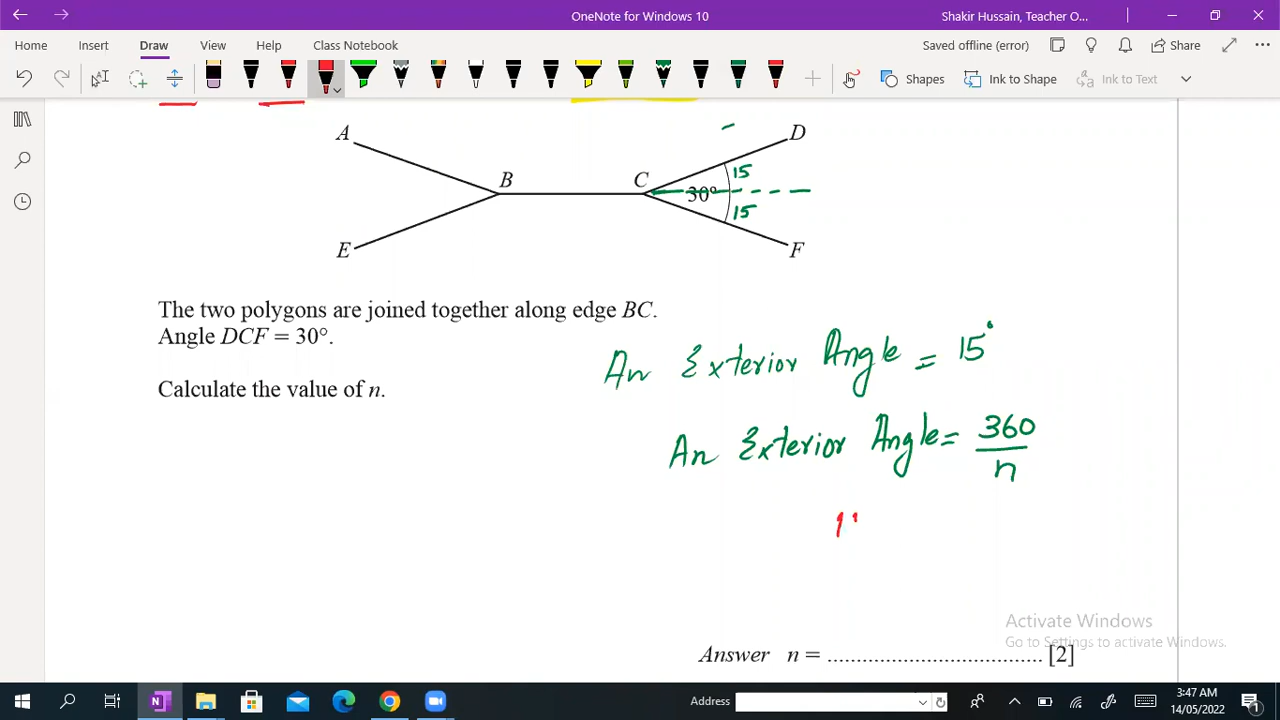 OneNote for Windows 10
Shakir Hussain, Teacher O...
Home Insert Draw View Help Class Notebook
Saved offline (error)
Share
Shapes
Ink to Shape
Ink to Text
A
B
C
D
15
30°
15
E
F
The two polygons are joined together along edge BC.
Angle DCF = 30°.
An Exterior Angle = 15°
Calculate the value of n.
An Exterior Angle = 360/n
Activate Windows
Go to Settings to activate Windows.
Answer n = .................................... [2]
Address
3:47 AM
14/05/2022